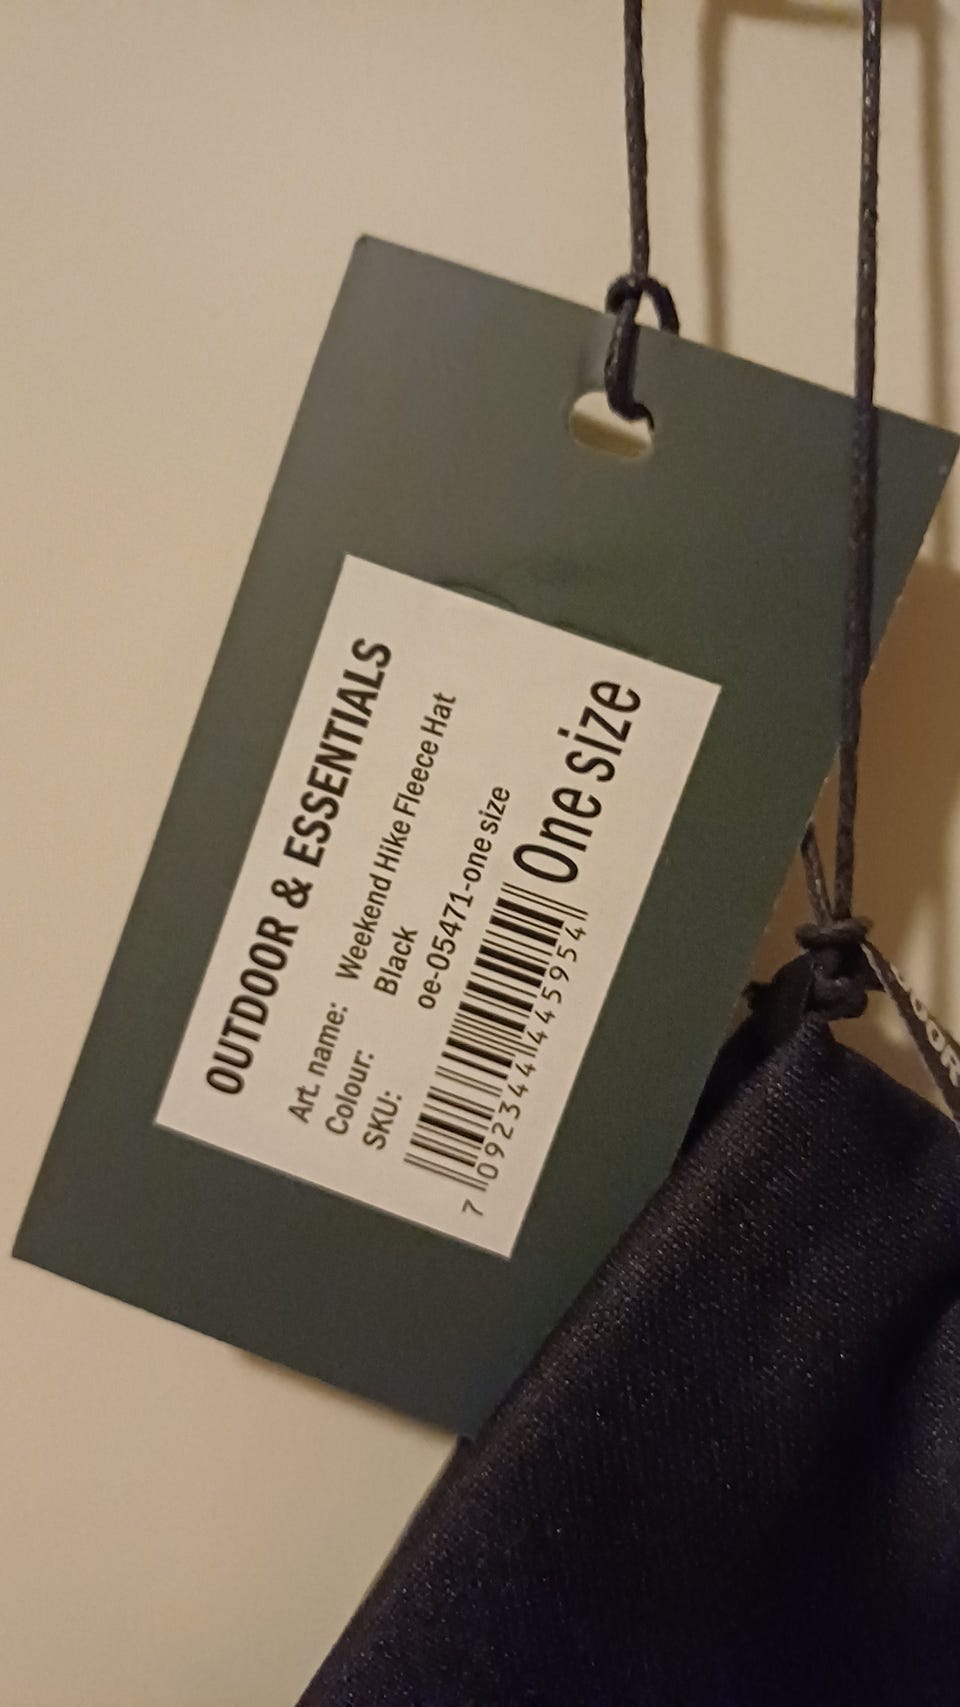 OUTDOOR & ESSENTIALS
Art. name: Weekend Hike Fleece Hat
Colour: Black
SKU: oe-05471-one size
7 092344 445954
One size